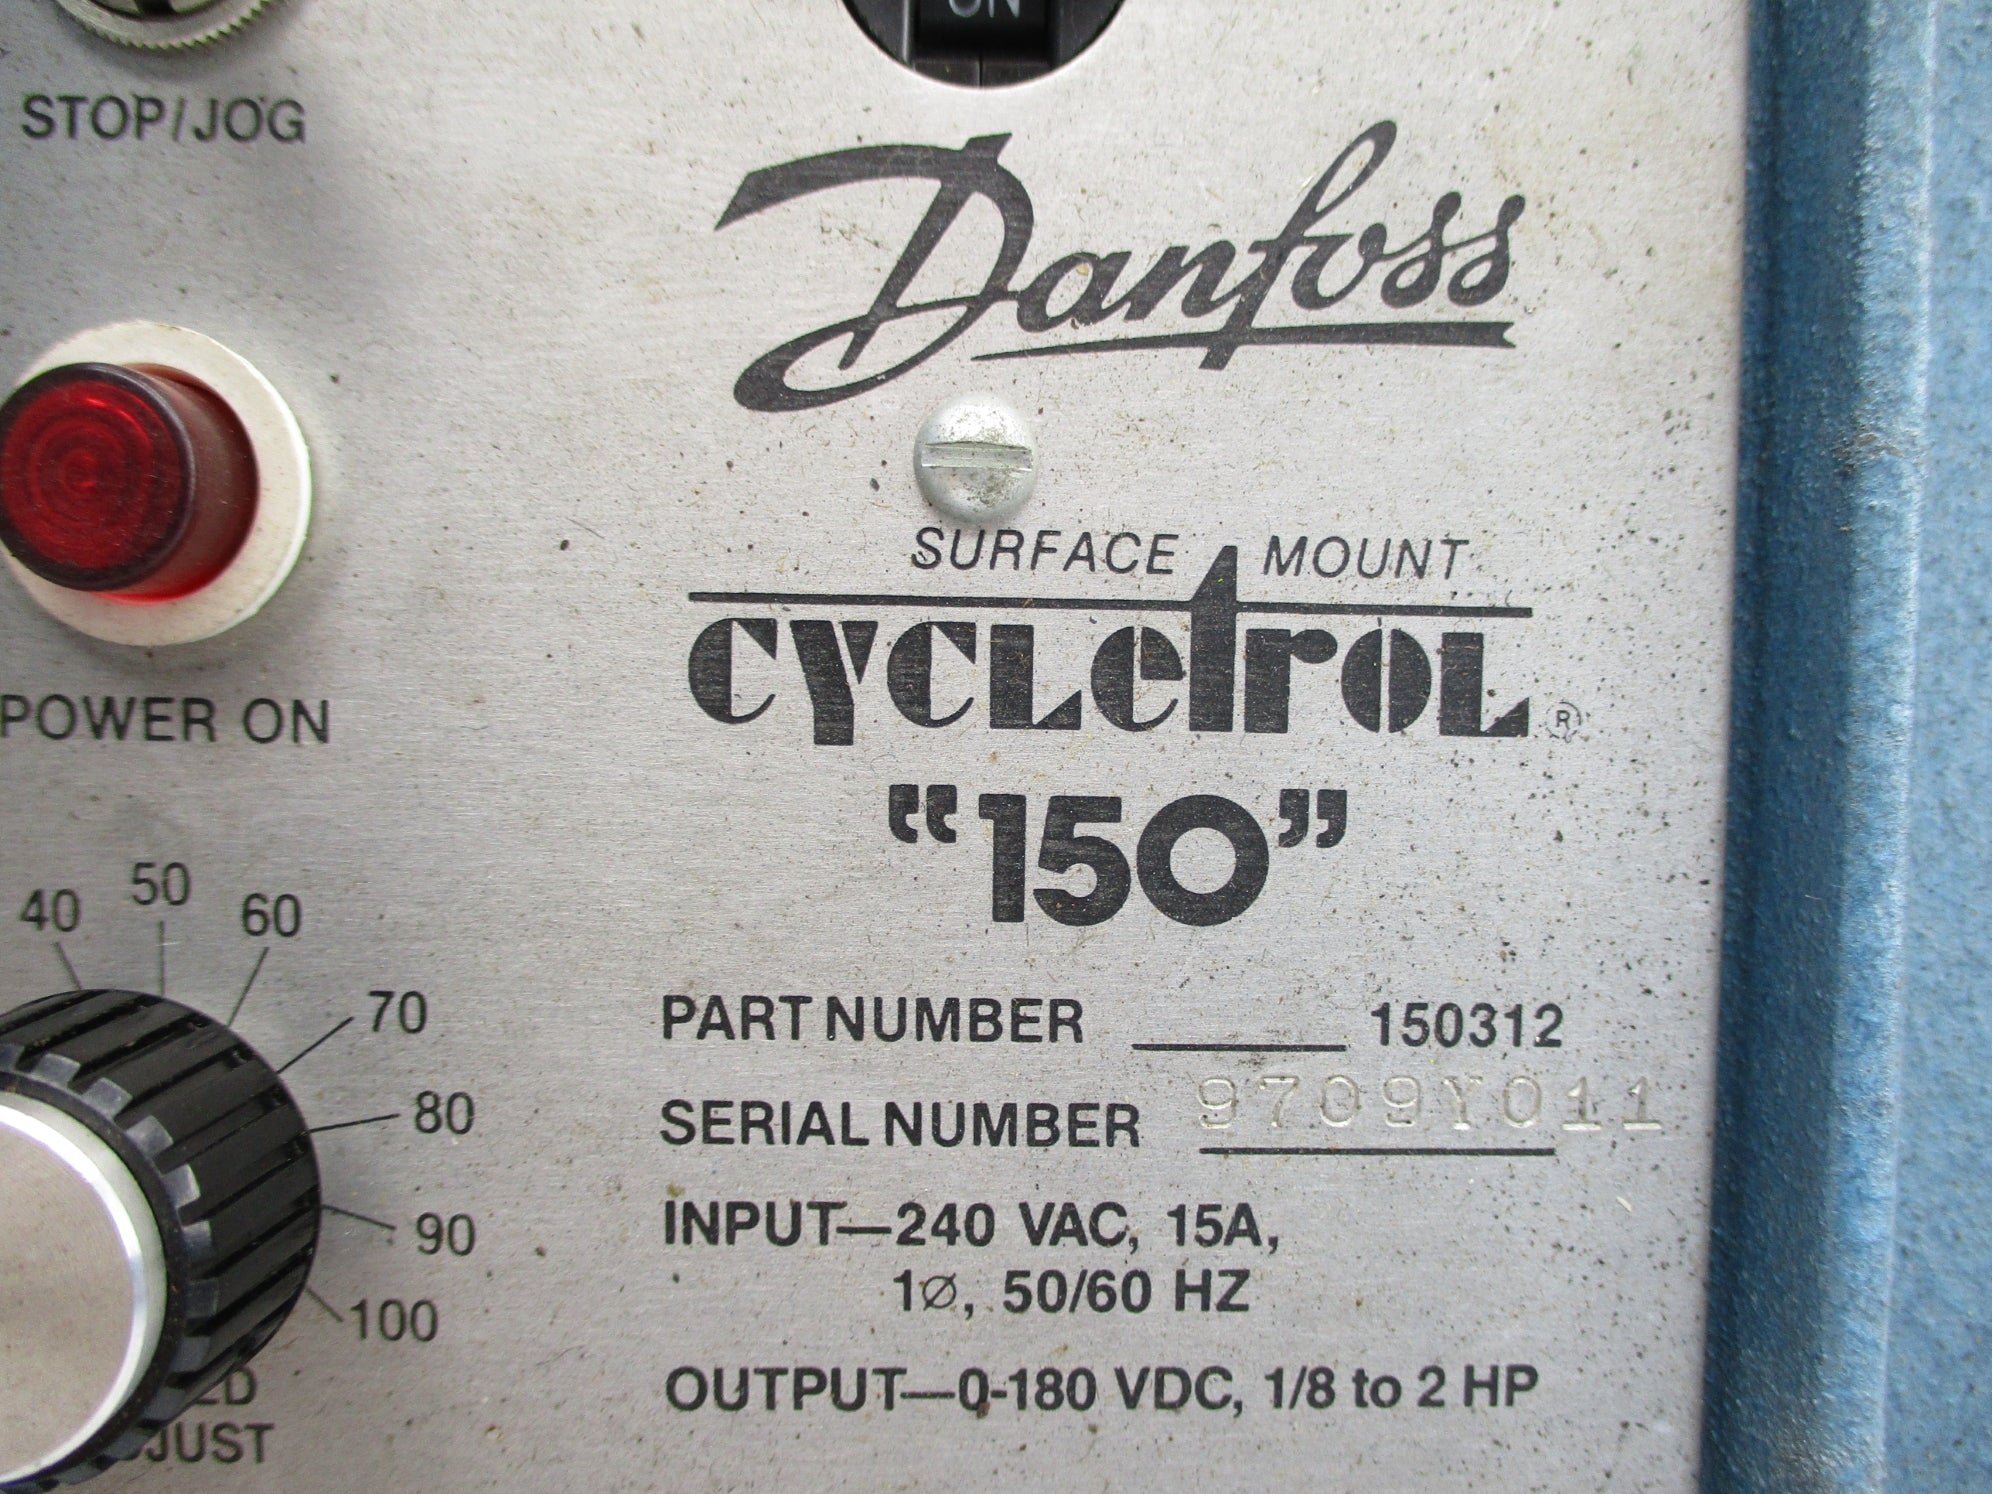 ON
STOP/JOG
Danfoss
SURFACE MOUNT
cycletrol ®
"150"
POWER ON
40 50 60 70 80 90 100
PART NUMBER 150312
SERIAL NUMBER 9709Y011
INPUT—240 VAC, 15A,
1Ø, 50/60 HZ
OUTPUT—0-180 VDC, 1/8 to 2 HP